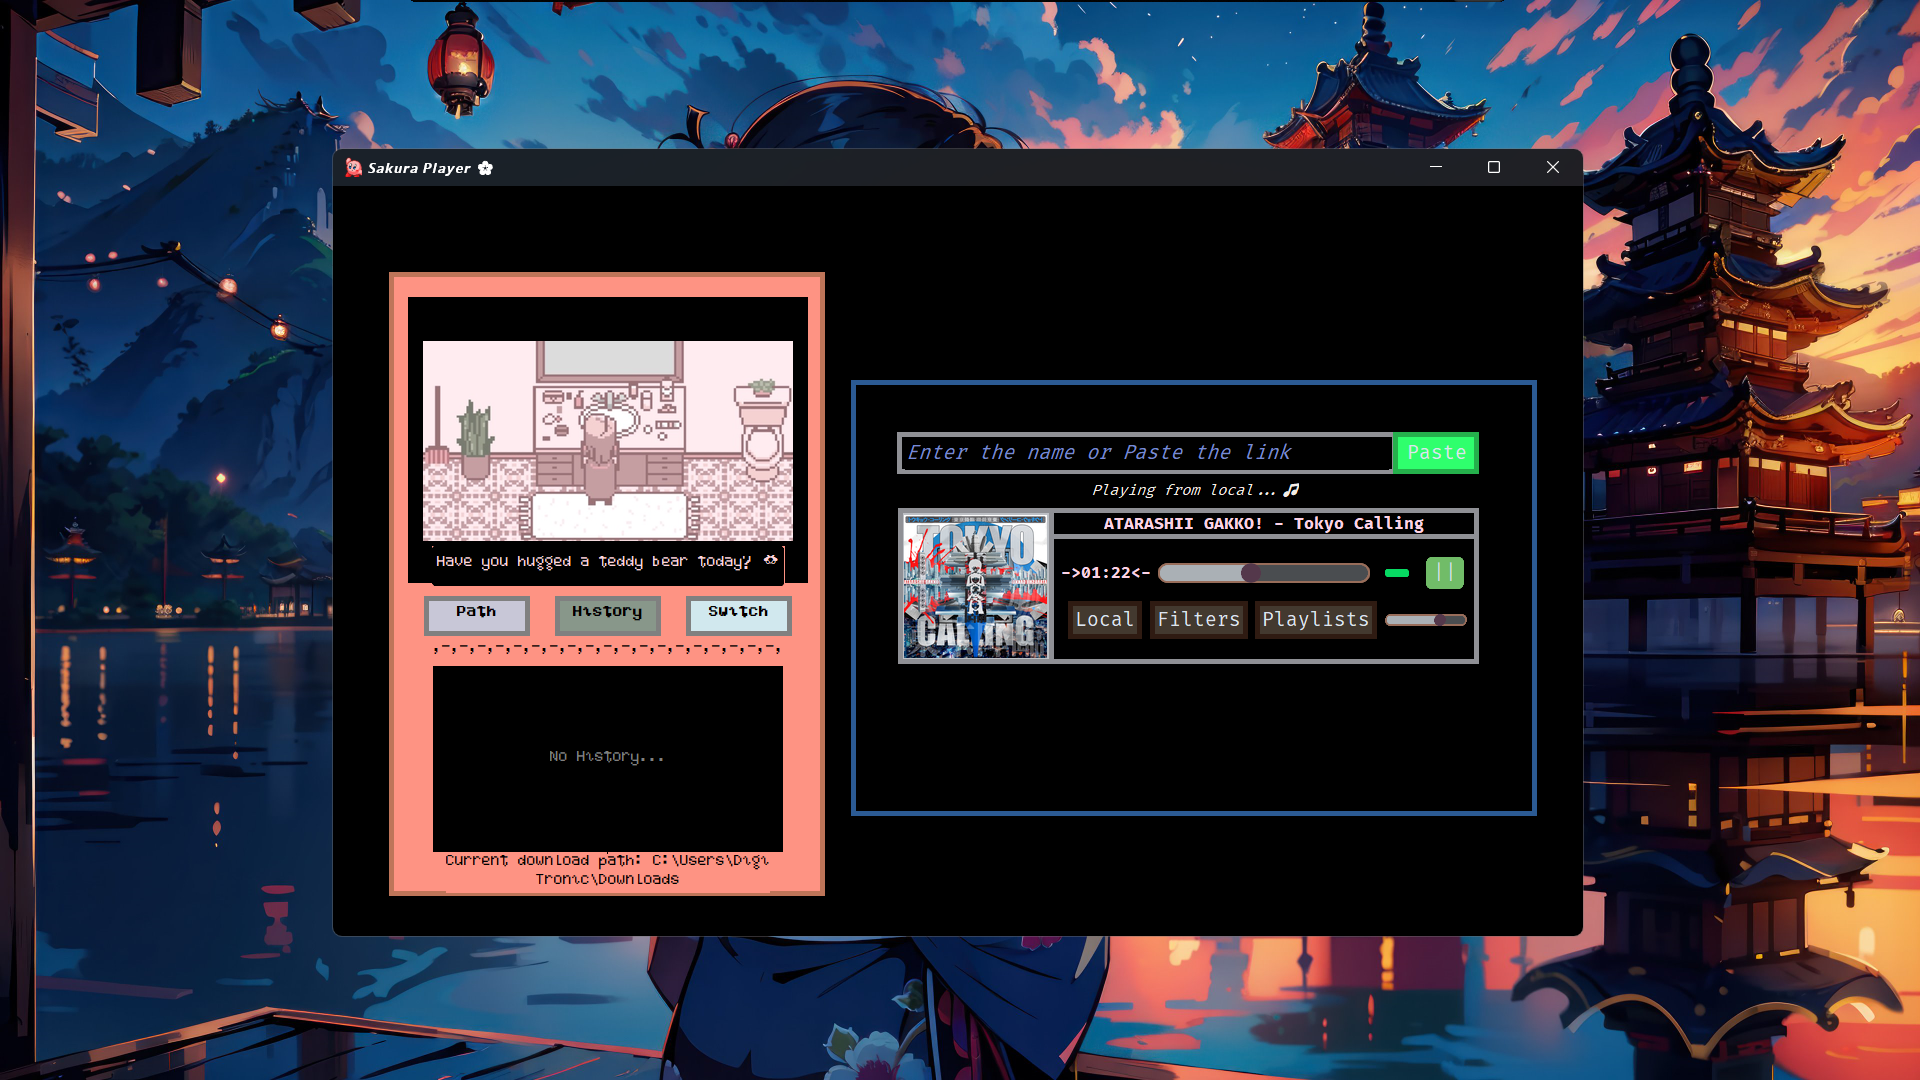 Sakura Player
Have you hugged a teddy bear today?
Path
History
Switch
,-,-,-,-,-,-,-,-,-,-,-,-,-,-,-,-,-,-,-,
No History...
Current download path: C:\Users\Digi
Tronic\Downloads
Enter the name or Paste the link
Paste
Playing from local...
TOKYO
CALLING
ATARASHII GAKKO! - Tokyo Calling
->01:22<-
Local
Filters
Playlists